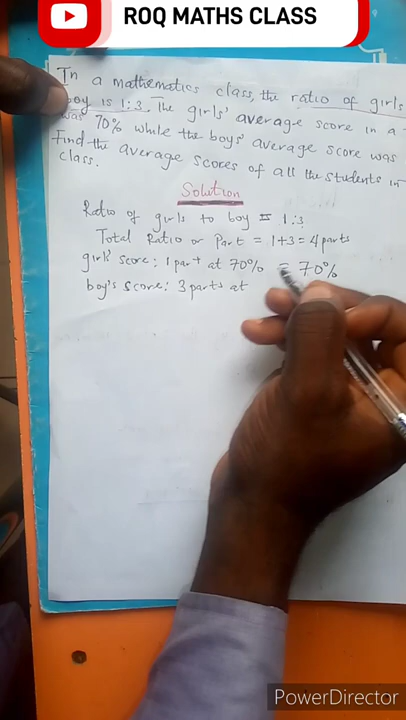 ROQ MATHS CLASS
In a mathematics class, the ratio of girls
boy is 1:3. The girls' average score in a
was 70% while the boys' average score was
Find the average scores of all the students in
class.
Solution
Ratio of girls to boy = 1:3
Total Ratio or Part = 1+3 = 4 parts
girls' score: 1 part at 70% = 70%
boy's score: 3 parts at
PowerDirector